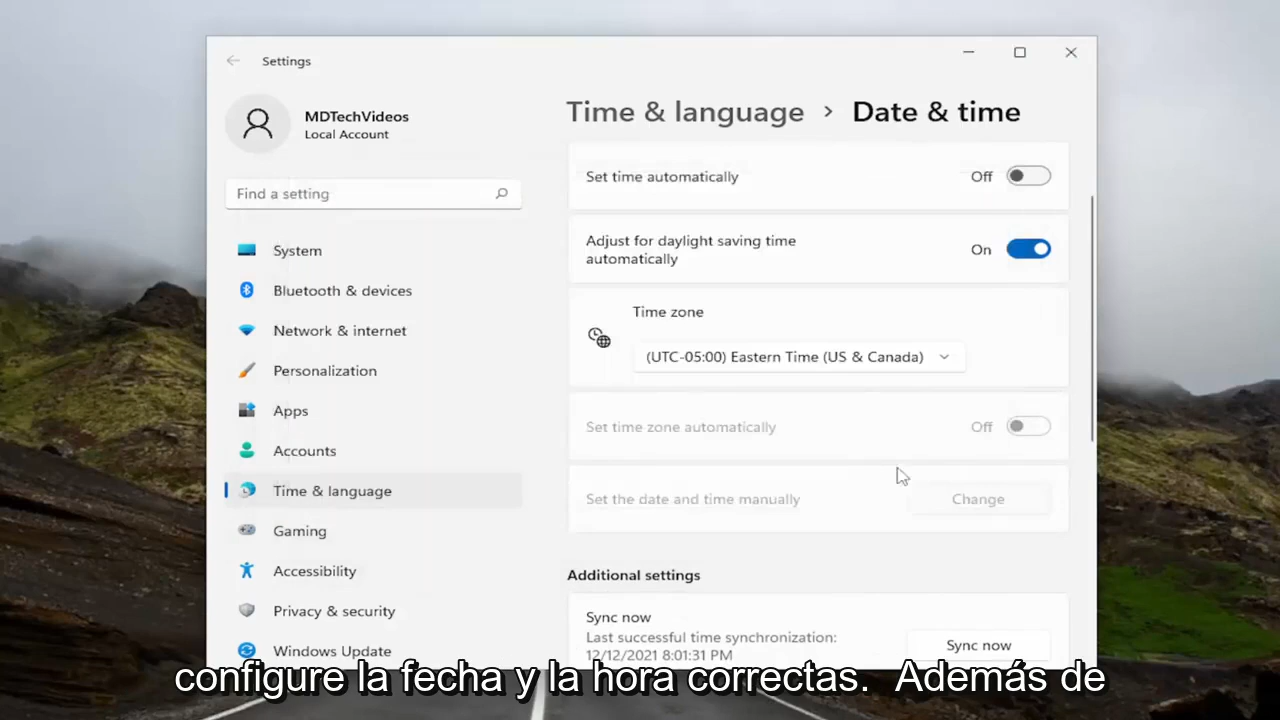 Settings
MDTechVideos
Local Account
Find a setting
System
Bluetooth & devices
Network & internet
Personalization
Apps
Accounts
Time & language
Gaming
Accessibility
Privacy & security
Windows Update
Time & language › Date & time
Set time automatically Off
Adjust for daylight saving time
automatically
On
Time zone
(UTC-05:00) Eastern Time (US & Canada)
Set time zone automatically Off
Set the date and time manually Change
Additional settings
Sync now
Last successful time synchronization:
12/12/2021 8:01:31 PM
Sync now
configure la fecha y la hora correctas. Además de